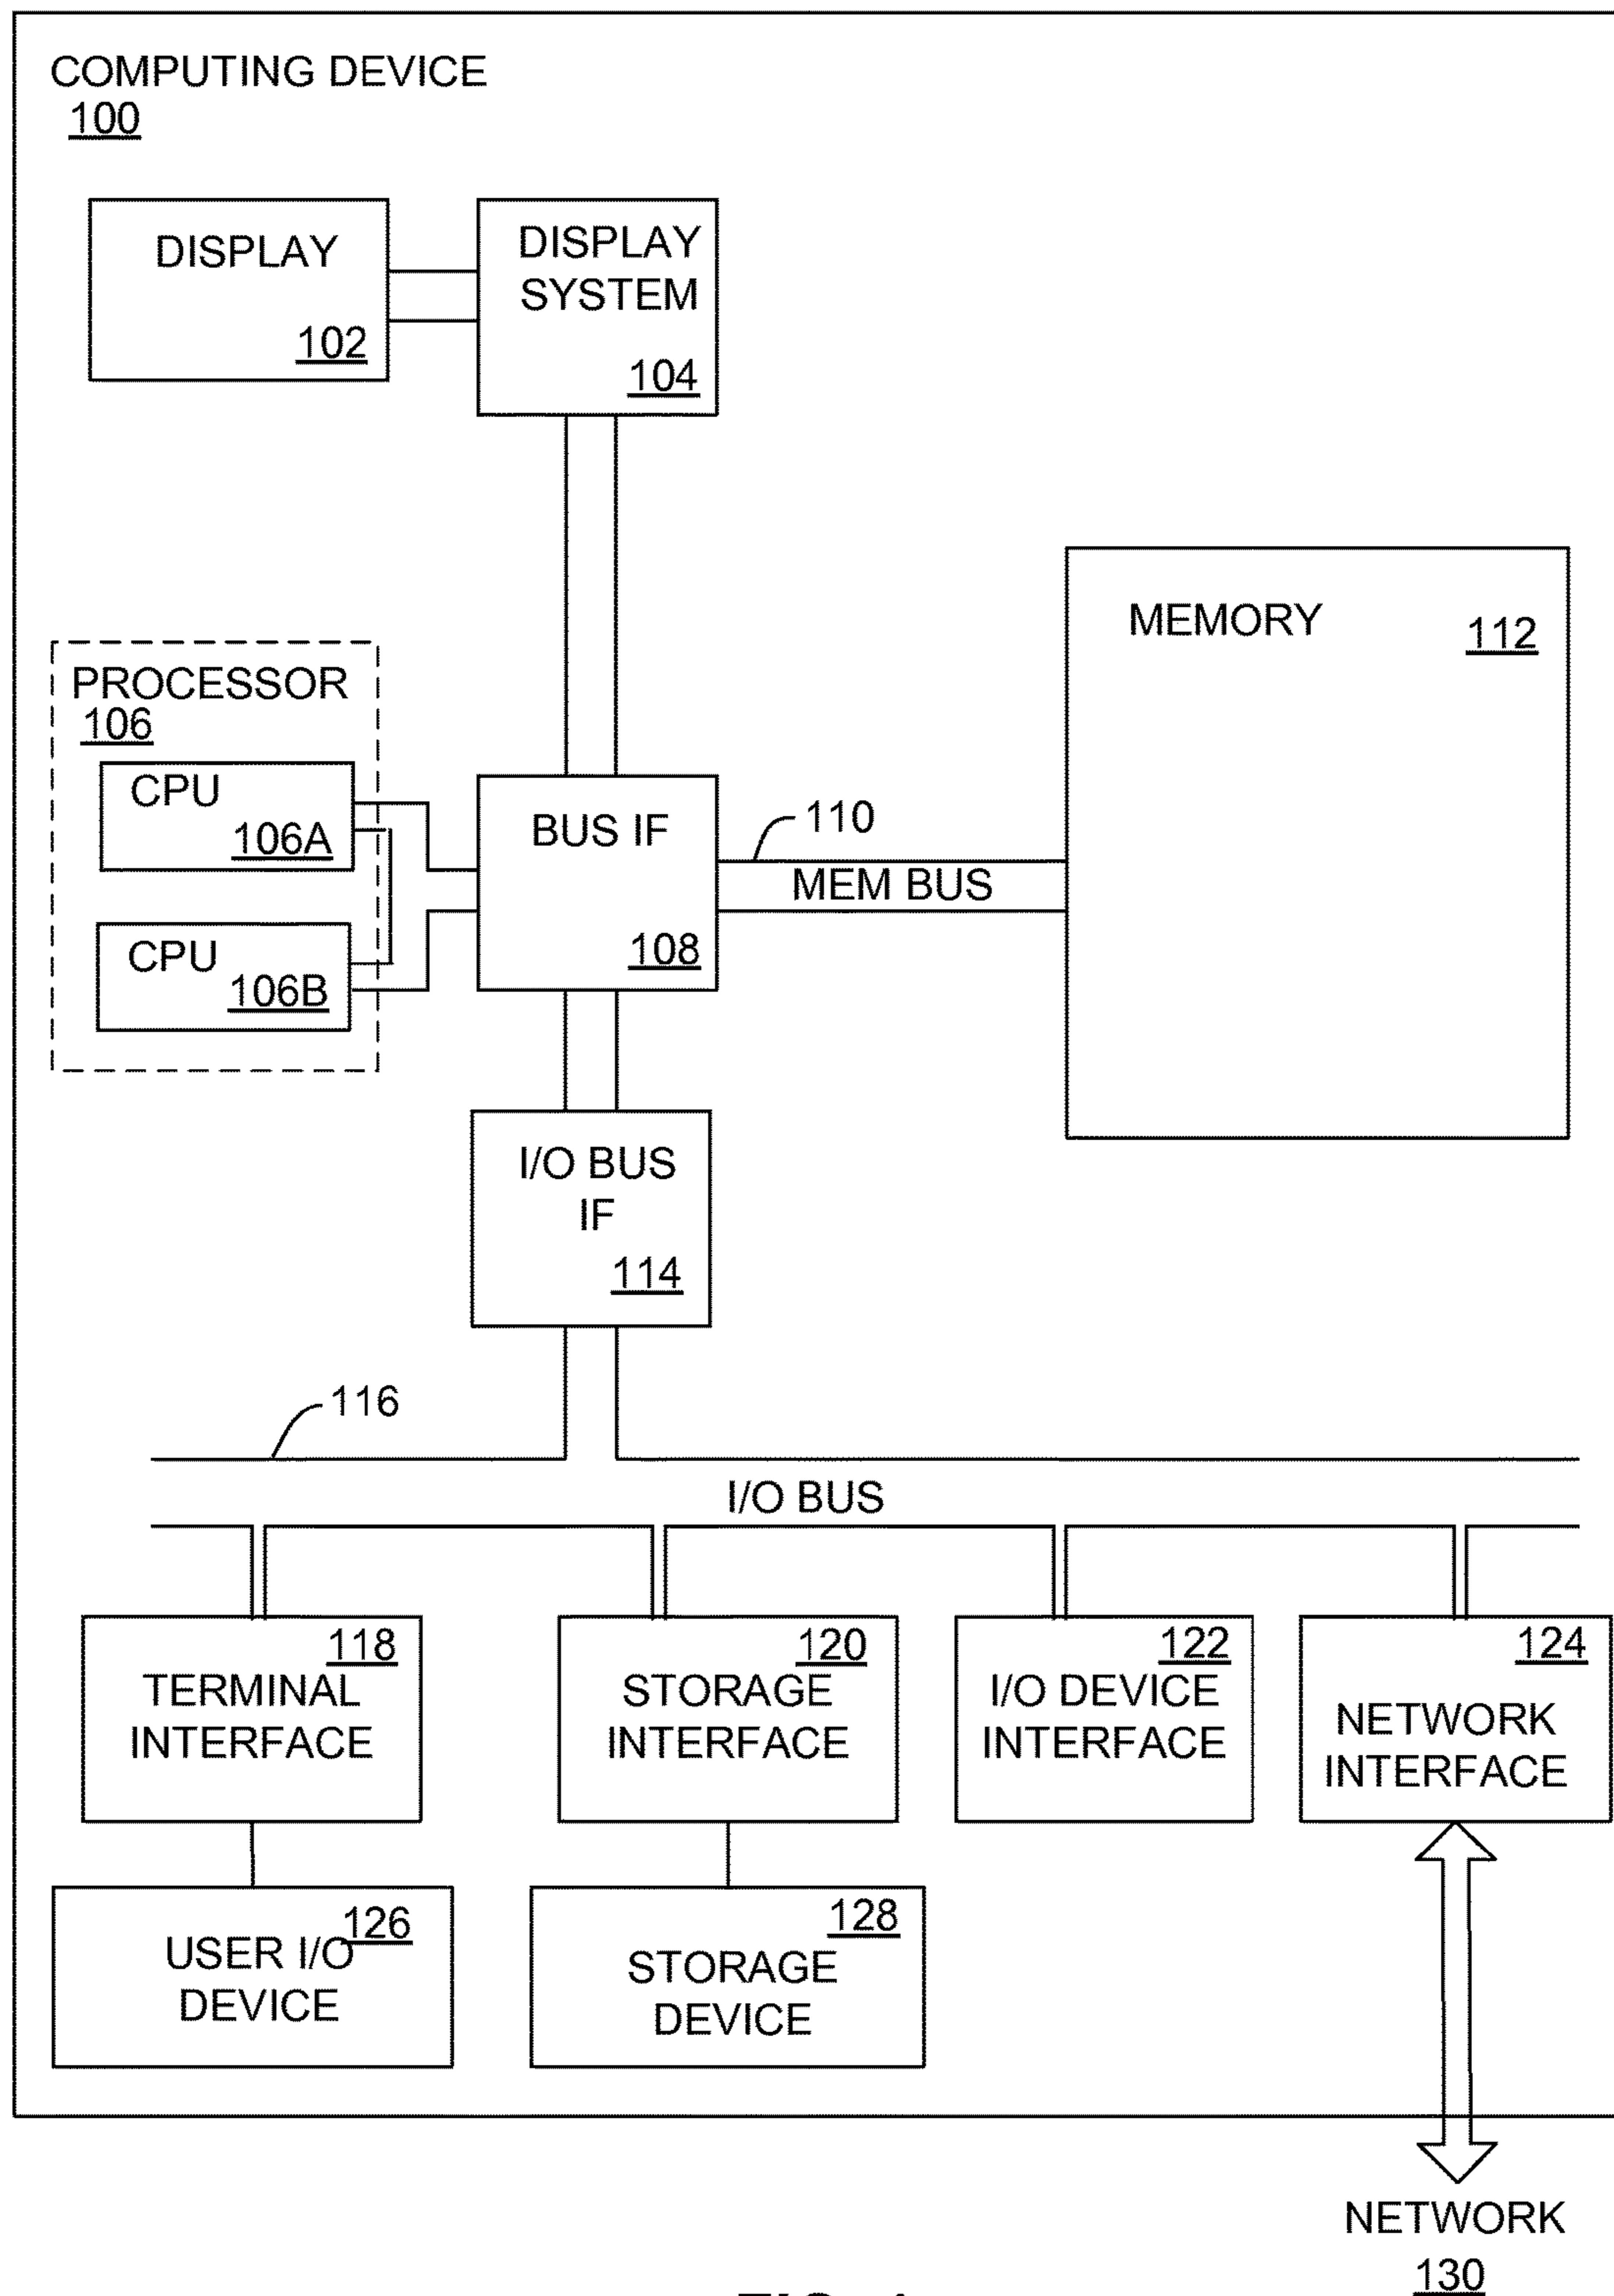 COMPUTING DEVICE
100
DISPLAY
102
DISPLAY
SYSTEM
104
MEMORY
112
PROCESSOR
106
CPU
106A
CPU
106B
BUS IF
108
110
MEM BUS
I/O BUS
IF
114
116
I/O BUS
118
TERMINAL
INTERFACE
120
STORAGE
INTERFACE
122
I/O DEVICE
INTERFACE
124
NETWORK
INTERFACE
126
USER I/O
DEVICE
128
STORAGE
DEVICE
NETWORK
130